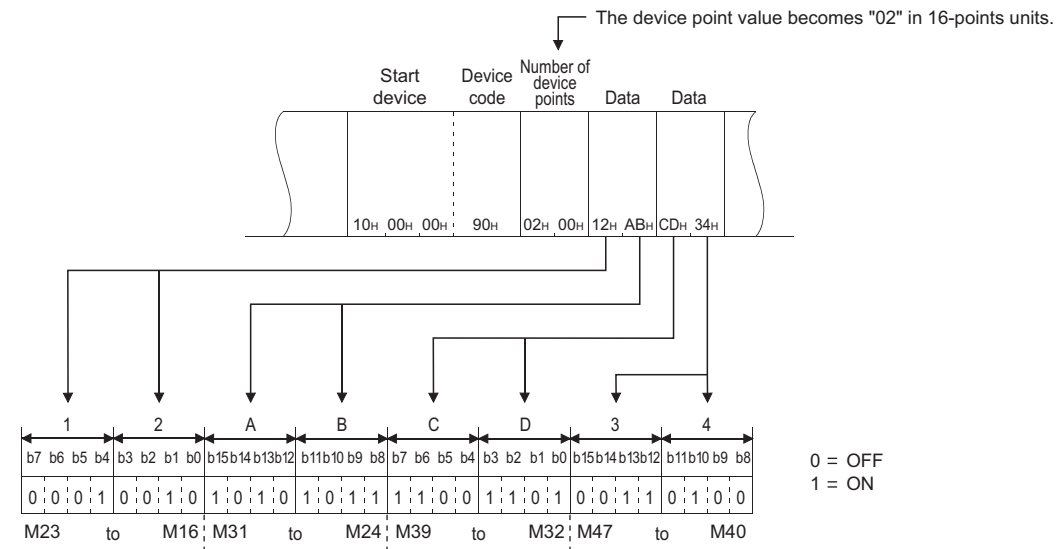 The device point value becomes "02" in 16-points units.
Start device
Device code
Number of device points
Data
Data
10H 00H 00H 90H 02H 00H 12H ABH CDH 34H
1 2 A B C D 3 4
b7 b6 b5 b4 b3 b2 b1 b0 b15 b14 b13 b12 b11 b10 b9 b8 b7 b6 b5 b4 b3 b2 b1 b0 b15 b14 b13 b12 b11 b10 b9 b8
0 0 0 1 0 0 1 0 1 0 1 0 1 0 1 1 1 1 0 0 1 1 0 1 0 0 1 1 0 1 0 0
M23 to M16 M31 to M24 M39 to M32 M47 to M40
0 = OFF
1 = ON